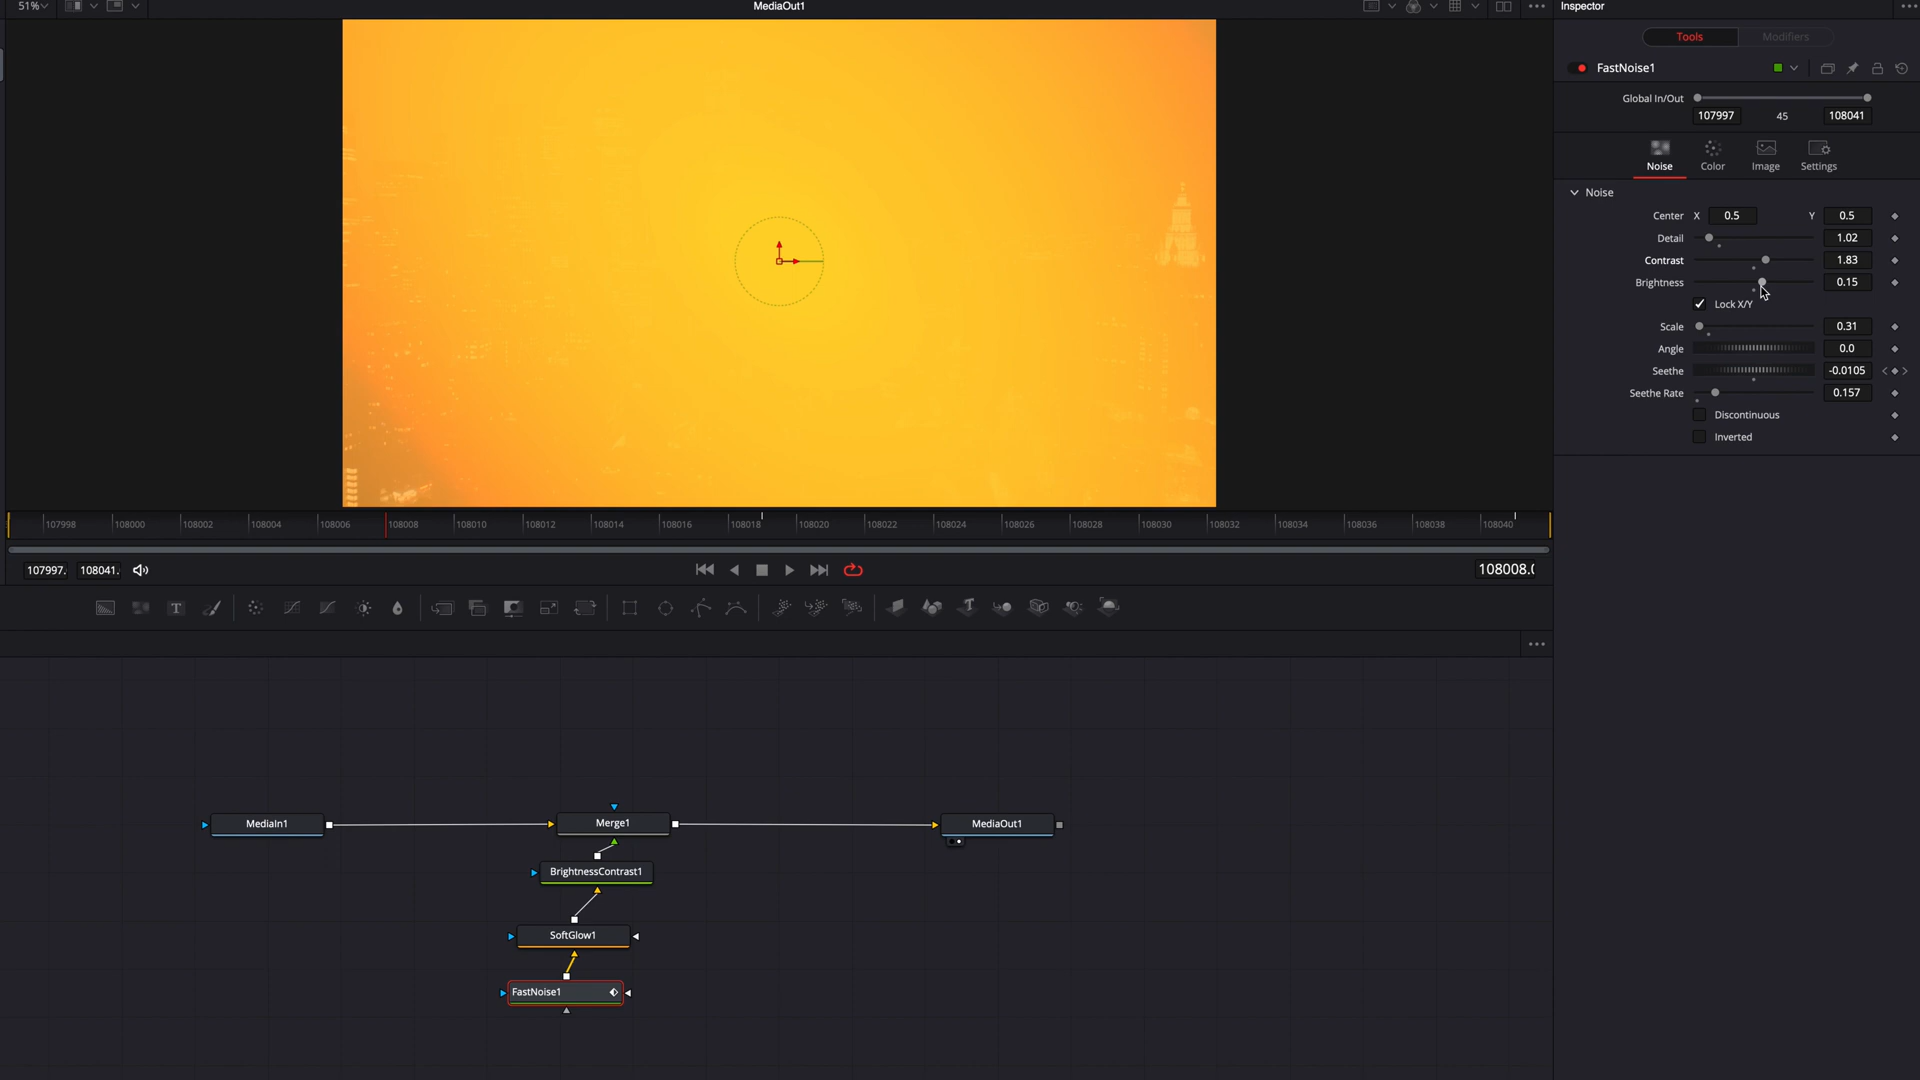 51%
MediaOut1
Inspector
Tools
Modifiers
FastNoise1
Global In/Out
107997
45
108041
Noise
Color
Image
Settings
Noise
Center X 0.5 Y 0.5
Detail 1.02
Contrast 1.83
Brightness 0.15
Lock X/Y
Scale 0.31
Angle 0.0
Seethe -0.0105
Seethe Rate 0.157
Discontinuous
Inverted
107998 108000 108002 108004 108006 108008 108010 108012 108014 108016 108018 108020 108022 108024 108026 108028 108030 108032 108034 108036 108038 108040
107997. 108041. 108008.0
MediaIn1
Merge1
MediaOut1
BrightnessContrast1
SoftGlow1
FastNoise1